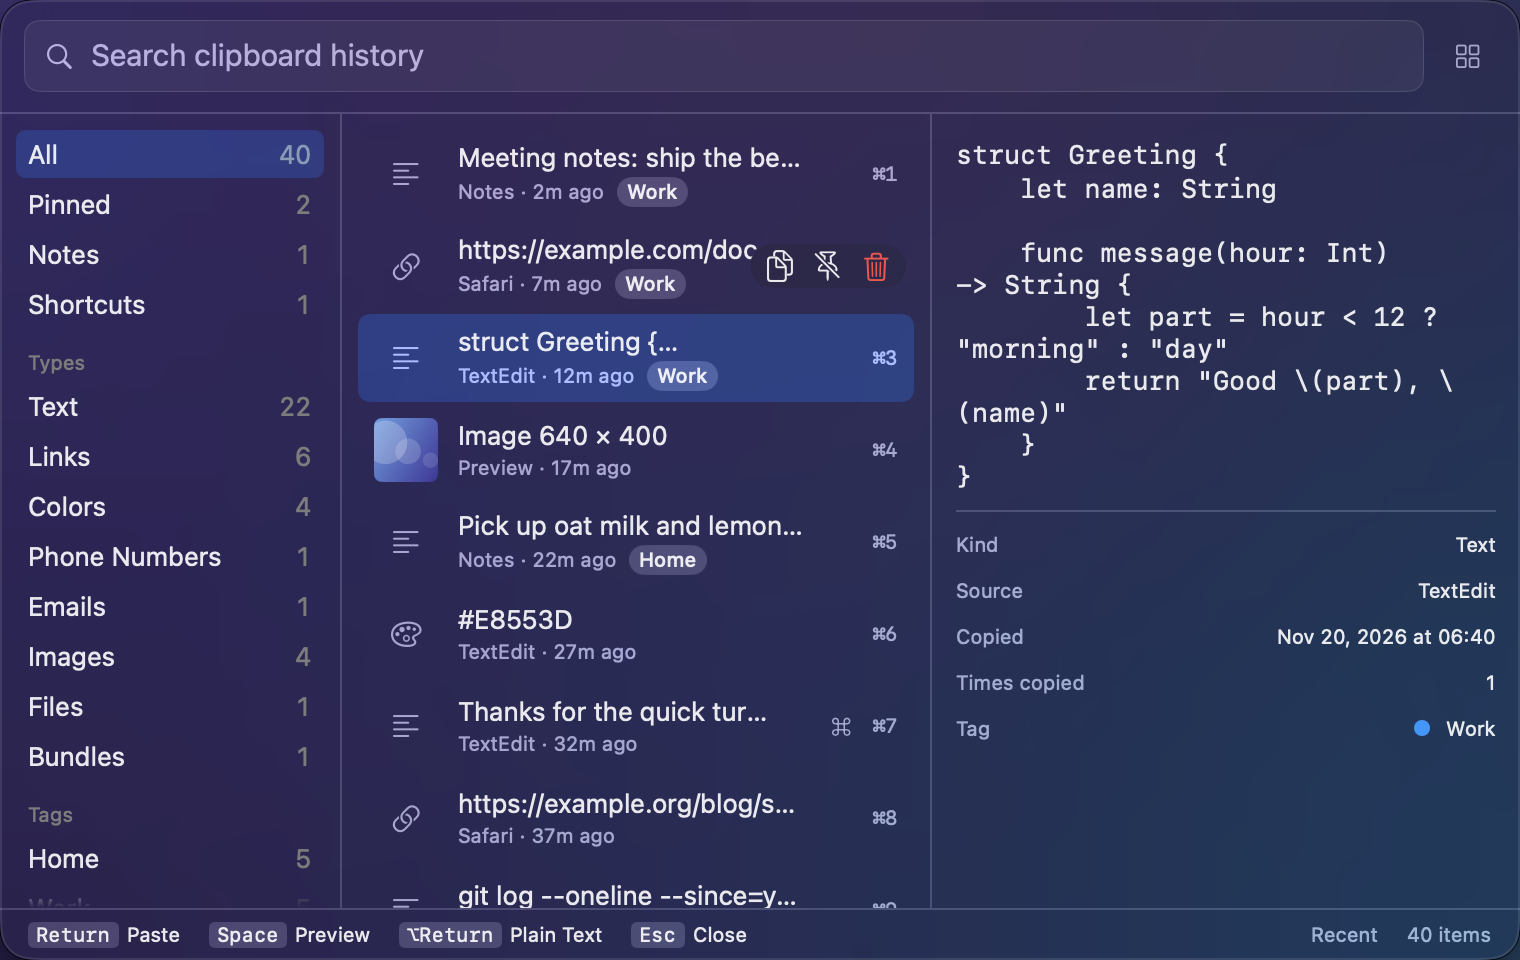 Search clipboard history
All 40
Pinned 2
Notes 1
Shortcuts 1
Types
Text 22
Links 6
Colors 4
Phone Numbers 1
Emails 1
Images 4
Files 1
Bundles 1
Tags
Home 5
Work 5
Meeting notes: ship the be...
Notes · 2m ago Work
⌘1
https://example.com/doc
Safari · 7m ago Work
struct Greeting {...
TextEdit · 12m ago Work
⌘3
Image 640 × 400
Preview · 17m ago
⌘4
Pick up oat milk and lemon...
Notes · 22m ago Home
⌘5
#E8553D
TextEdit · 27m ago
⌘6
Thanks for the quick tur...
TextEdit · 32m ago
⌘ ⌘7
https://example.org/blog/s...
Safari · 37m ago
⌘8
git log --oneline --since=y...
⌘9
struct Greeting {
    let name: String

    func message(hour: Int)
-> String {
        let part = hour < 12 ?
"morning" : "day"
        return "Good \(part), \
(name)"
    }
}
Kind Text
Source TextEdit
Copied Nov 20, 2026 at 06:40
Times copied 1
Tag Work
Return Paste Space Preview ⌥Return Plain Text Esc Close
Recent 40 items